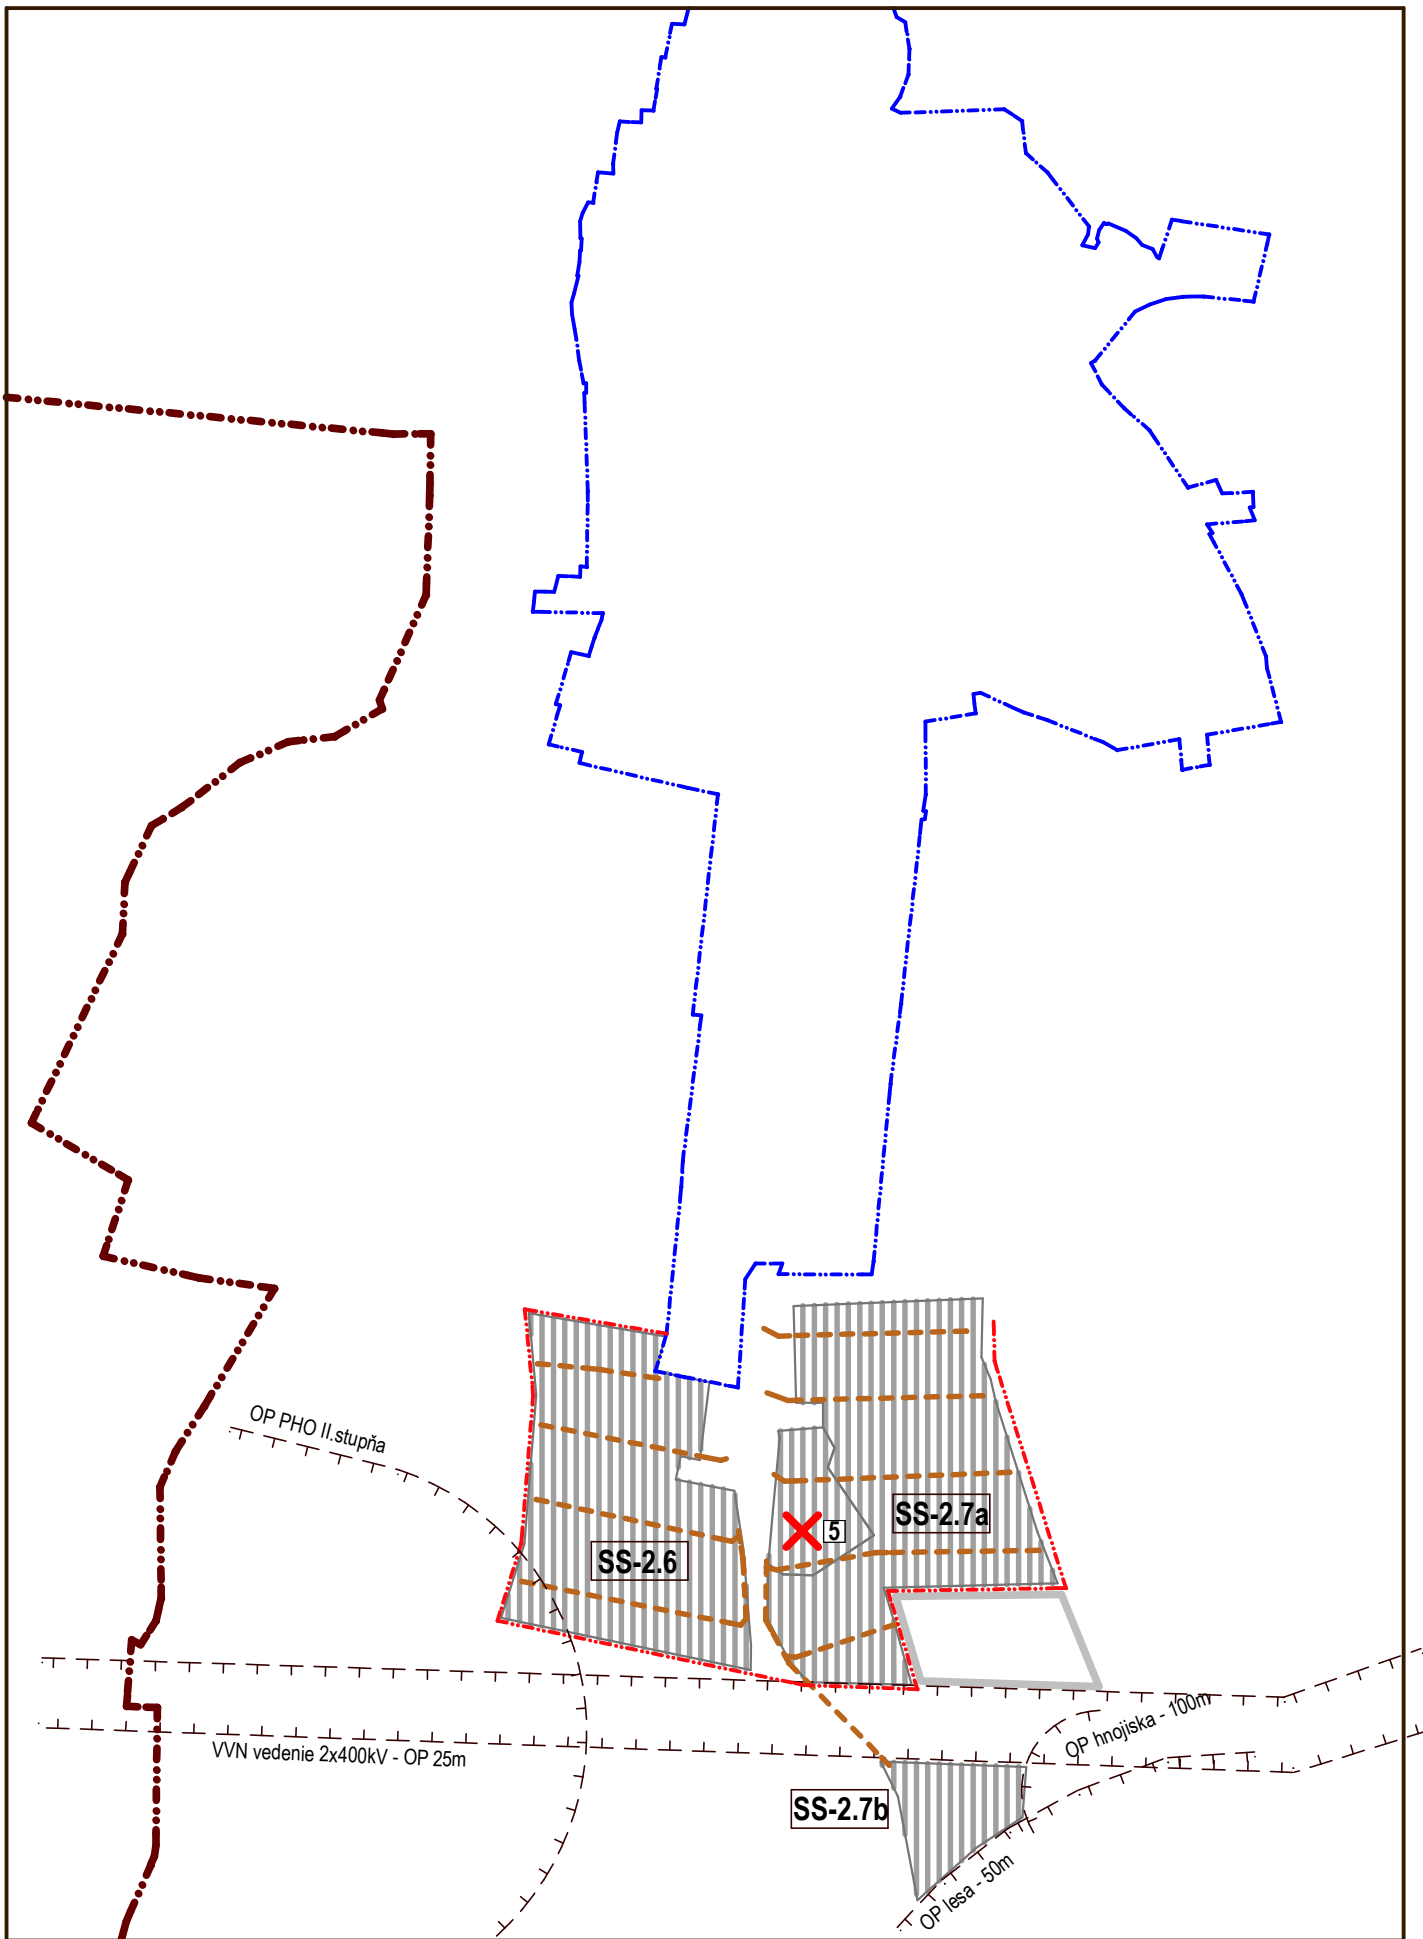 OP PHO II.stupňa
SS-2.7a
5
SS-2.6
OP hnojiska - 100m
VVN vedenie 2x400kV - OP 25m
SS-2.7b
OP lesa - 50m